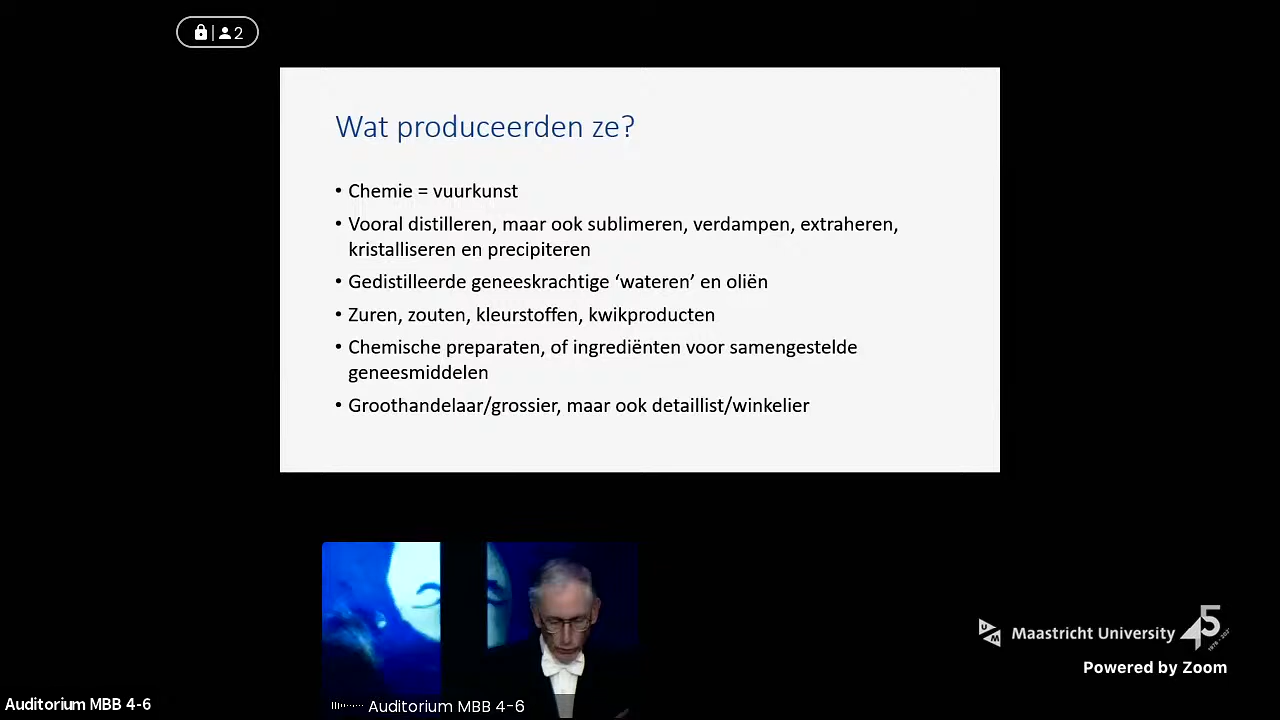 2
Wat produceerden ze?
• Chemie = vuurkunst
• Vooral distilleren, maar ook sublimeren, verdampen, extraheren,
kristalliseren en precipiteren
• Gedistilleerde geneeskrachtige ‘wateren’ en oliën
• Zuren, zouten, kleurstoffen, kwikproducten
• Chemische preparaten, of ingrediënten voor samengestelde
geneesmiddelen
• Groothandelaar/grossier, maar ook detaillist/winkelier
UM Maastricht University 45
Powered by Zoom
Auditorium MBB 4-6
Auditorium MBB 4-6